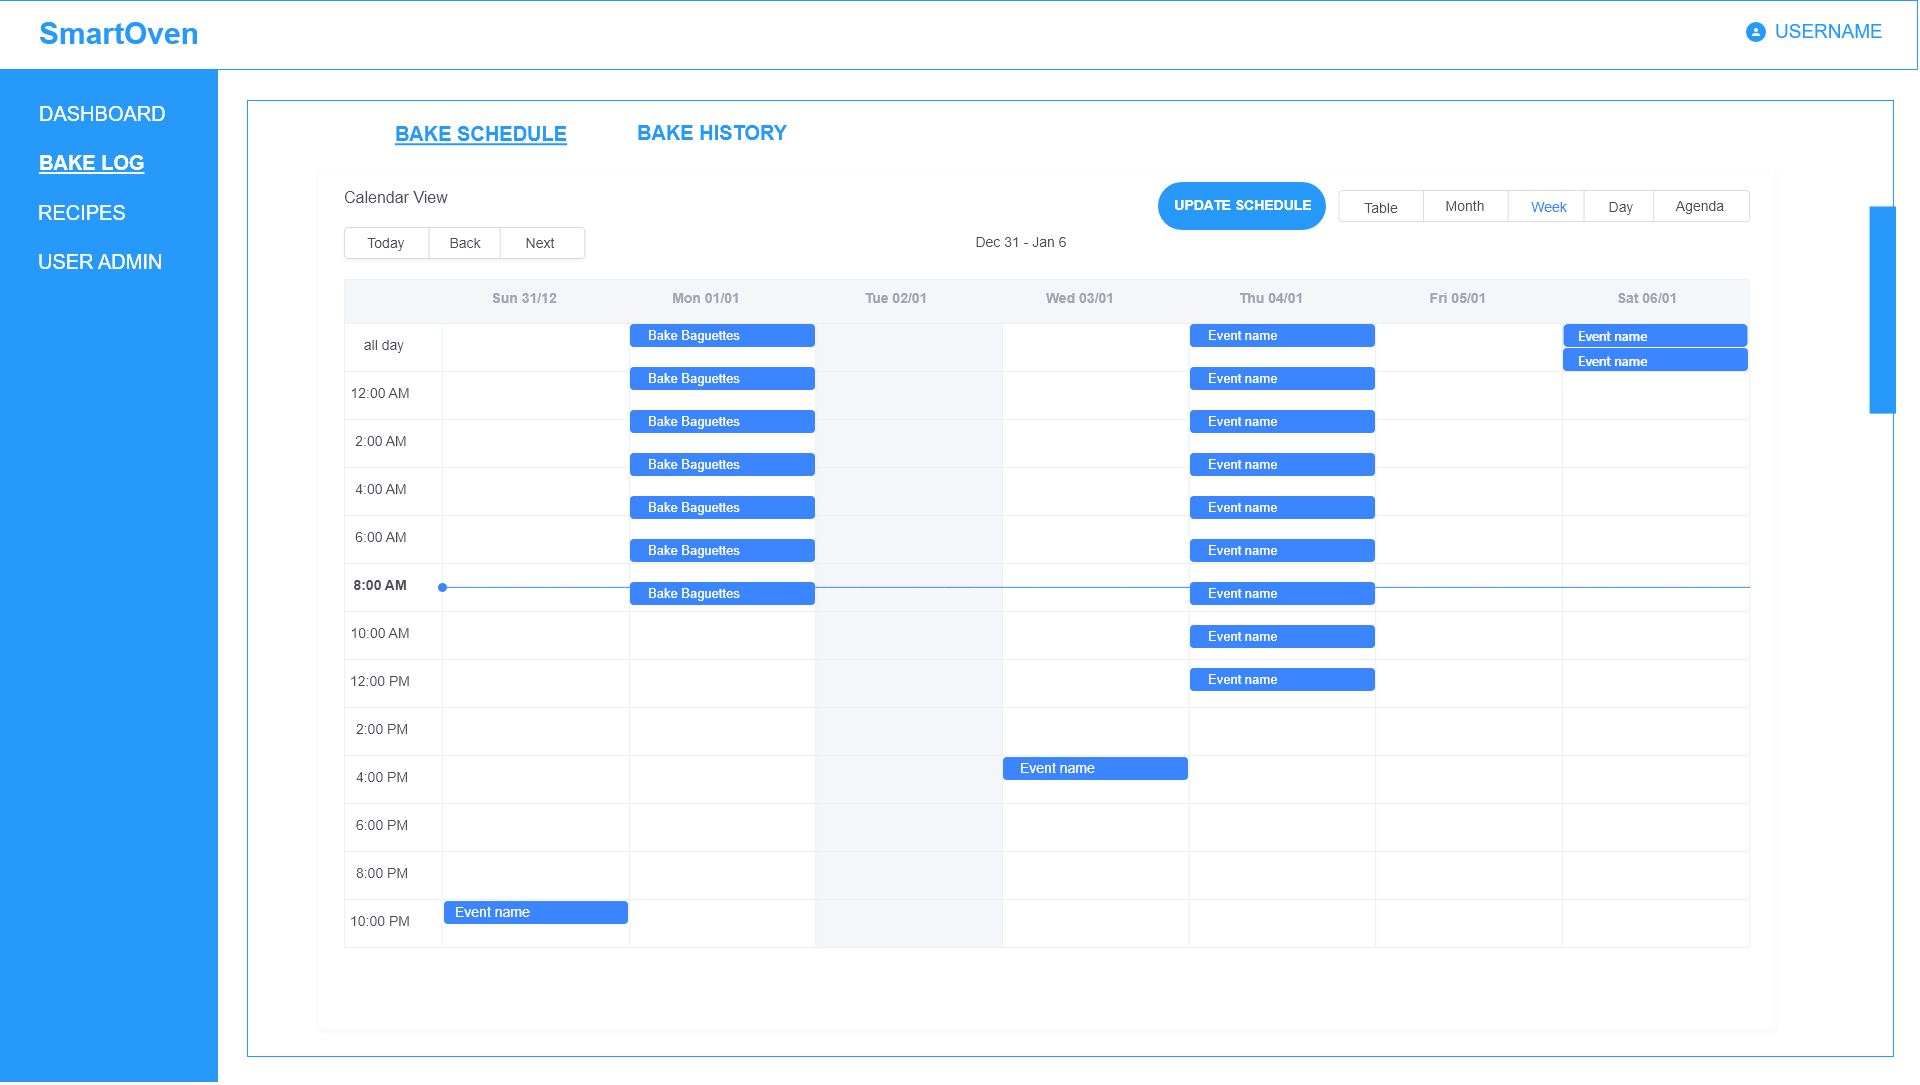 SmartOven
USERNAME
DASHBOARD
BAKE LOG
RECIPES
USER ADMIN
BAKE SCHEDULE
BAKE HISTORY
Calendar View
UPDATE SCHEDULE
Table
Month
Week
Day
Agenda
Today
Back
Next
Dec 31 - Jan 6
Sun 31/12
Mon 01/01
Tue 02/01
Wed 03/01
Thu 04/01
Fri 05/01
Sat 06/01
all day
Bake Baguettes
Event name
Event name
Event name
12:00 AM
Bake Baguettes
Event name
2:00 AM
Bake Baguettes
Event name
4:00 AM
Bake Baguettes
Event name
6:00 AM
Bake Baguettes
Event name
Bake Baguettes
Event name
8:00 AM
Bake Baguettes
Event name
10:00 AM
Event name
12:00 PM
Event name
2:00 PM
4:00 PM
Event name
6:00 PM
8:00 PM
10:00 PM
Event name